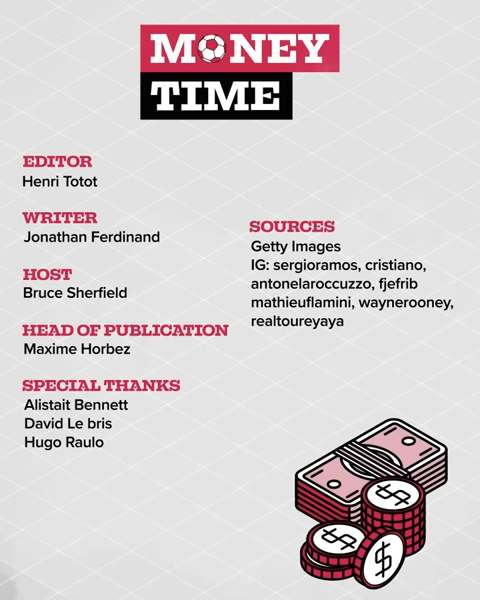 MONEY
TIME
EDITOR
Henri Totot
WRITER
Jonathan Ferdinand
HOST
Bruce Sherfield
HEAD OF PUBLICATION
Maxime Horbez
SPECIAL THANKS
Alistait Bennett
David Le bris
Hugo Raulo
SOURCES
Getty Images
IG: sergioramos, cristiano,
antonelaroccuzzo, fjefrib
mathieuflamini, waynerooney,
realtoureyaya
$
$
$